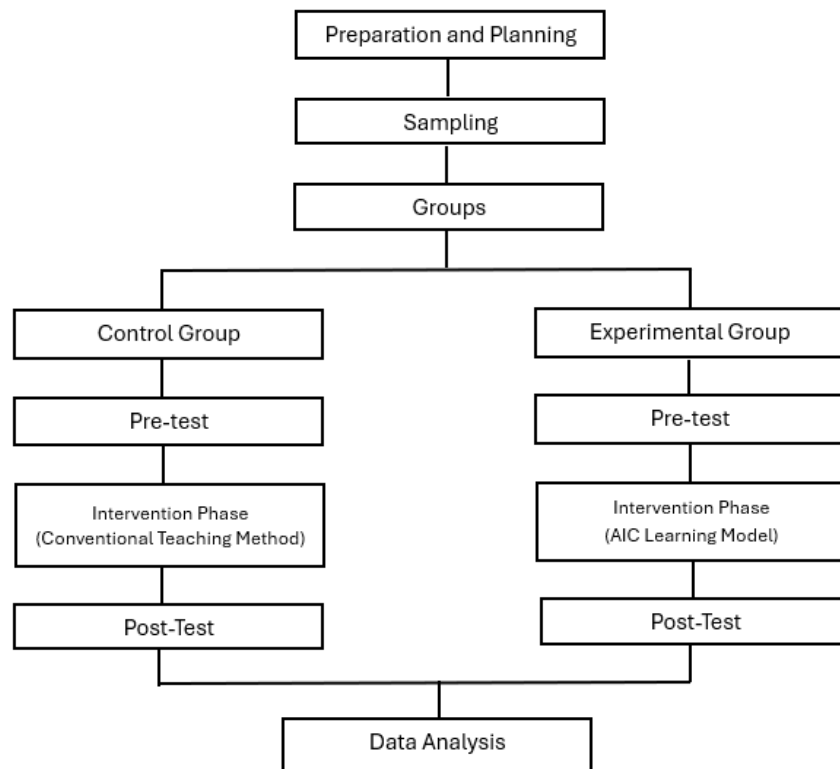 Preparation and Planning
Sampling
Groups
Control Group
Experimental Group
Pre-test
Pre-test
Intervention Phase
(Conventional Teaching Method)
Intervention Phase
(AIC Learning Model)
Post-Test
Post-Test
Data Analysis